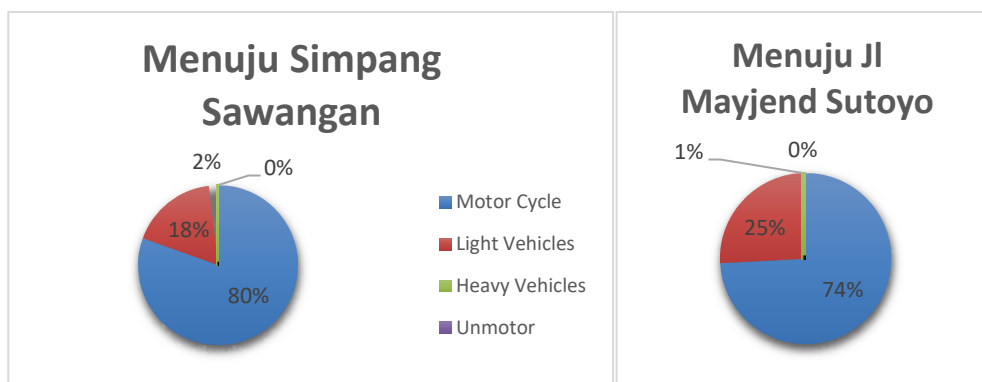 Menuju Simpang
Sawangan
2%
0%
18%
80%
Motor Cycle
Light Vehicles
Heavy Vehicles
Unmotor
Menuju Jl
Mayjend Sutoyo
1%
0%
25%
74%